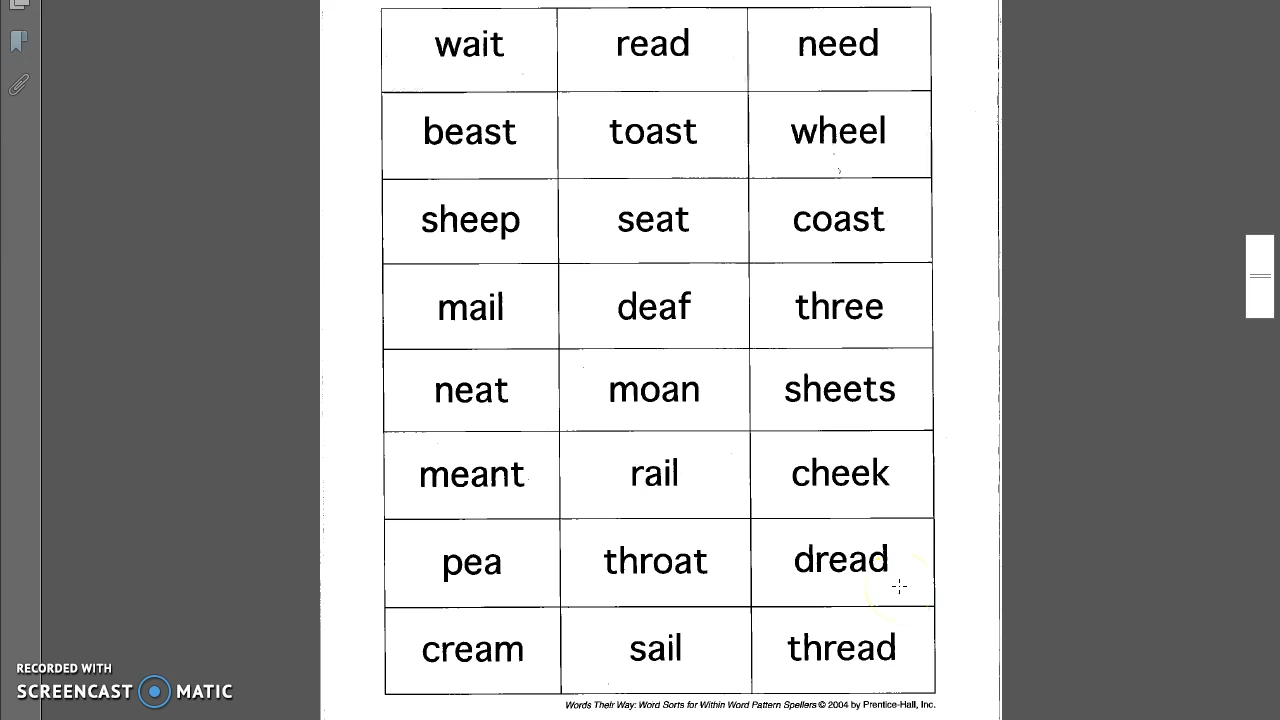 wait read need
beast toast wheel
sheep seat coast
mail deaf three
neat moan sheets
meant rail cheek
pea throat dread
cream sail thread
Words Their Way: Word Sorts for Within Word Pattern Spellers © 2004 by Prentice-Hall, Inc.
RECORDED WITH
SCREENCAST MATIC